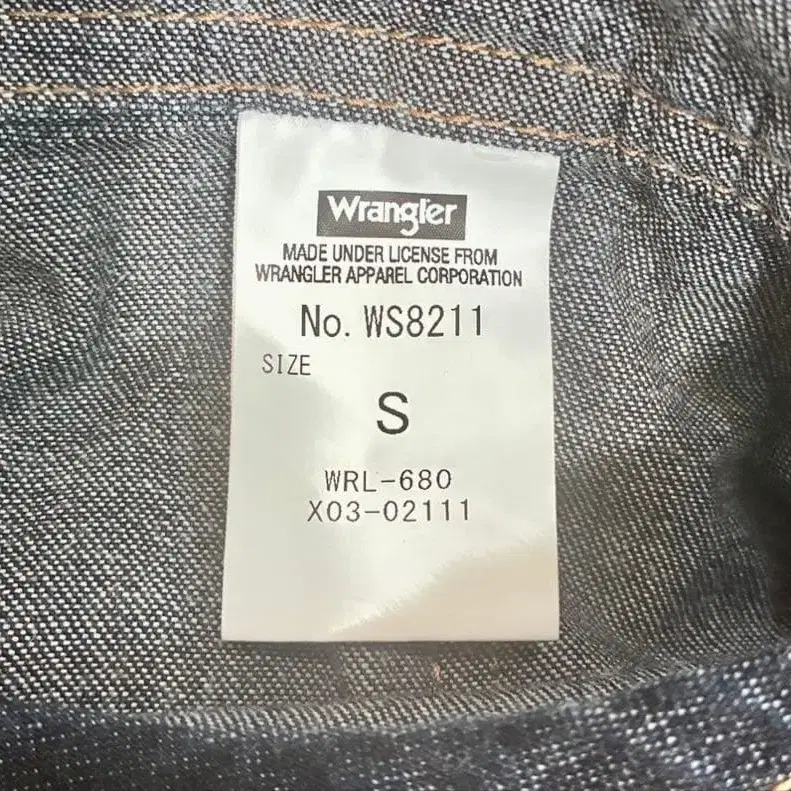 Wrangler
MADE UNDER LICENSE FROM
WRANGLER APPAREL CORPORATION
No. WS8211
SIZE
S
WRL-680
X03-02111